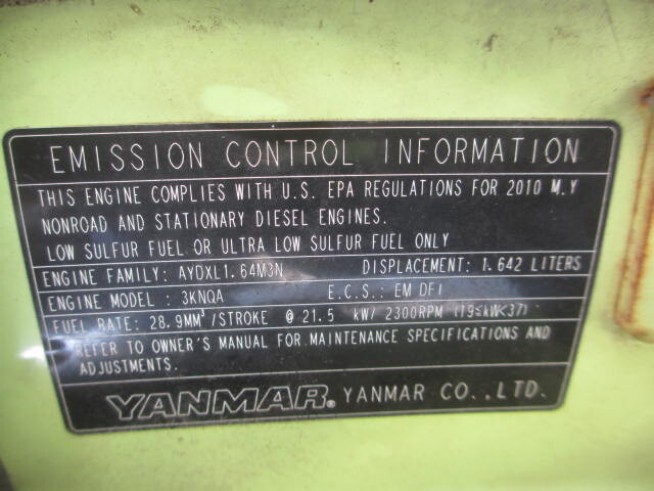 EMISSION CONTROL INFORMATION
THIS ENGINE COMPLIES WITH U.S. EPA REGULATIONS FOR 2010 M.Y
NONROAD AND STATIONARY DIESEL ENGINES.
LOW SULFUR FUEL OR ULTRA LOW SULFUR FUEL ONLY
ENGINE FAMILY: AYDXL1.64M3N DISPLACEMENT: 1.642 LITERS
ENGINE MODEL : 3KNQA E.C.S.: EM DFI
FUEL RATE: 28.9MM³/STROKE @ 21.5 kW/ 2300RPM (19≤kW<37)
REFER TO OWNER'S MANUAL FOR MAINTENANCE SPECIFICATIONS AND
ADJUSTMENTS.
YANMAR® YANMAR CO.,LTD.